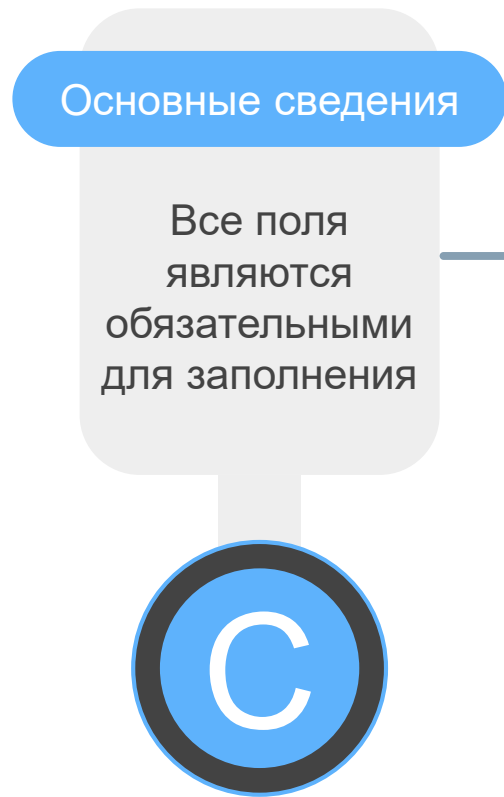 Основные сведения
Все поля
являются
обязательными
для заполнения
С